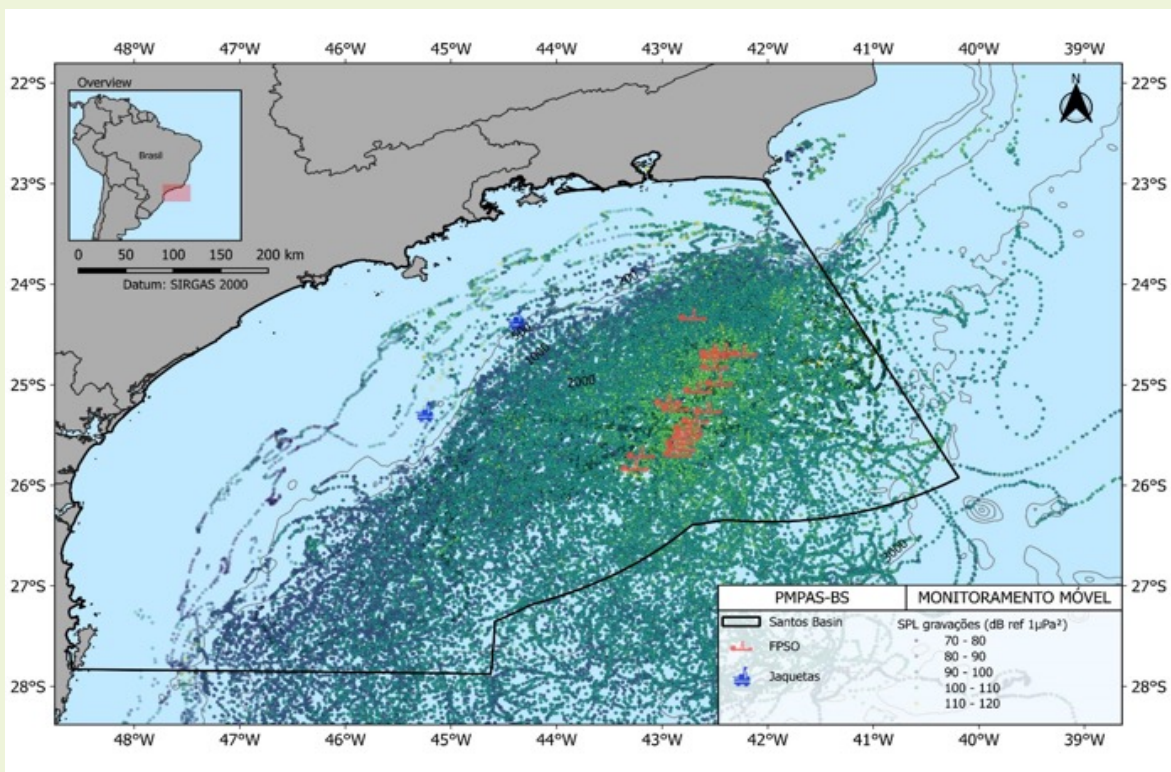 48°W 47°W 46°W 45°W 44°W 43°W 42°W 41°W 40°W 39°W
22°S 22°S
Overview
Brasil
N
23°S 23°S
0 50 100 150 200 km
Datum: SIRGAS 2000
24°S 24°S
1000
2000
25°S 25°S
26°S 26°S
3000
27°S 27°S
PMPAS-BS MONITORAMENTO MÓVEL
Santos Basin
FPSO
Jaquetas
SPL gravações (dB ref 1µPa²)
70 - 80
80 - 90
90 - 100
100 - 110
110 - 120
28°S 28°S
48°W 47°W 46°W 45°W 44°W 43°W 42°W 41°W 40°W 39°W